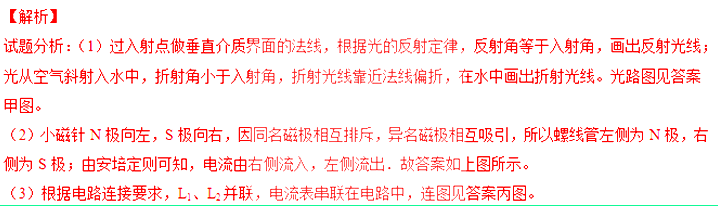 【解析】
试题分析：（1）过入射点做垂直介质界面的法线，根据光的反射定律，反射角等于入射角，画出反射光线；
光从空气斜射入水中，折射角小于入射角，折射光线靠近法线偏折，在水中画出折射光线。光路图见答案
甲图。
（2）小磁针 N 极向左，S 极向右，因同名磁极相互排斥，异名磁极相互吸引，所以螺线管左侧为 N 极，右
侧为 S 极；由安培定则可知，电流由右侧流入，左侧流出．故答案如上图所示。
（3）根据电路连接要求，L₁、L₂并联，电流表串联在电路中，连图见答案丙图。